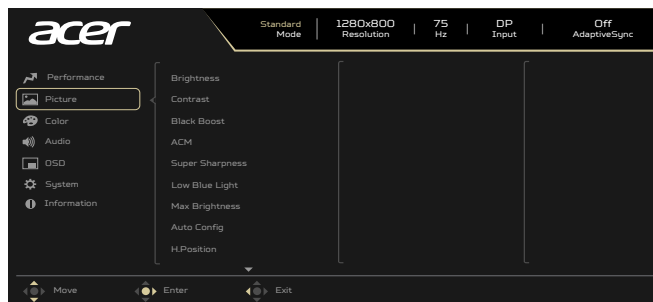 acer
Standard Mode
1280x800 Resolution
75 Hz
DP Input
Off AdaptiveSync
Performance
Picture
Color
Audio
OSD
System
Information
Brightness
Contrast
Black Boost
ACM
Super Sharpness
Low Blue Light
Max Brightness
Auto Config
H.Position
Move
Enter
Exit